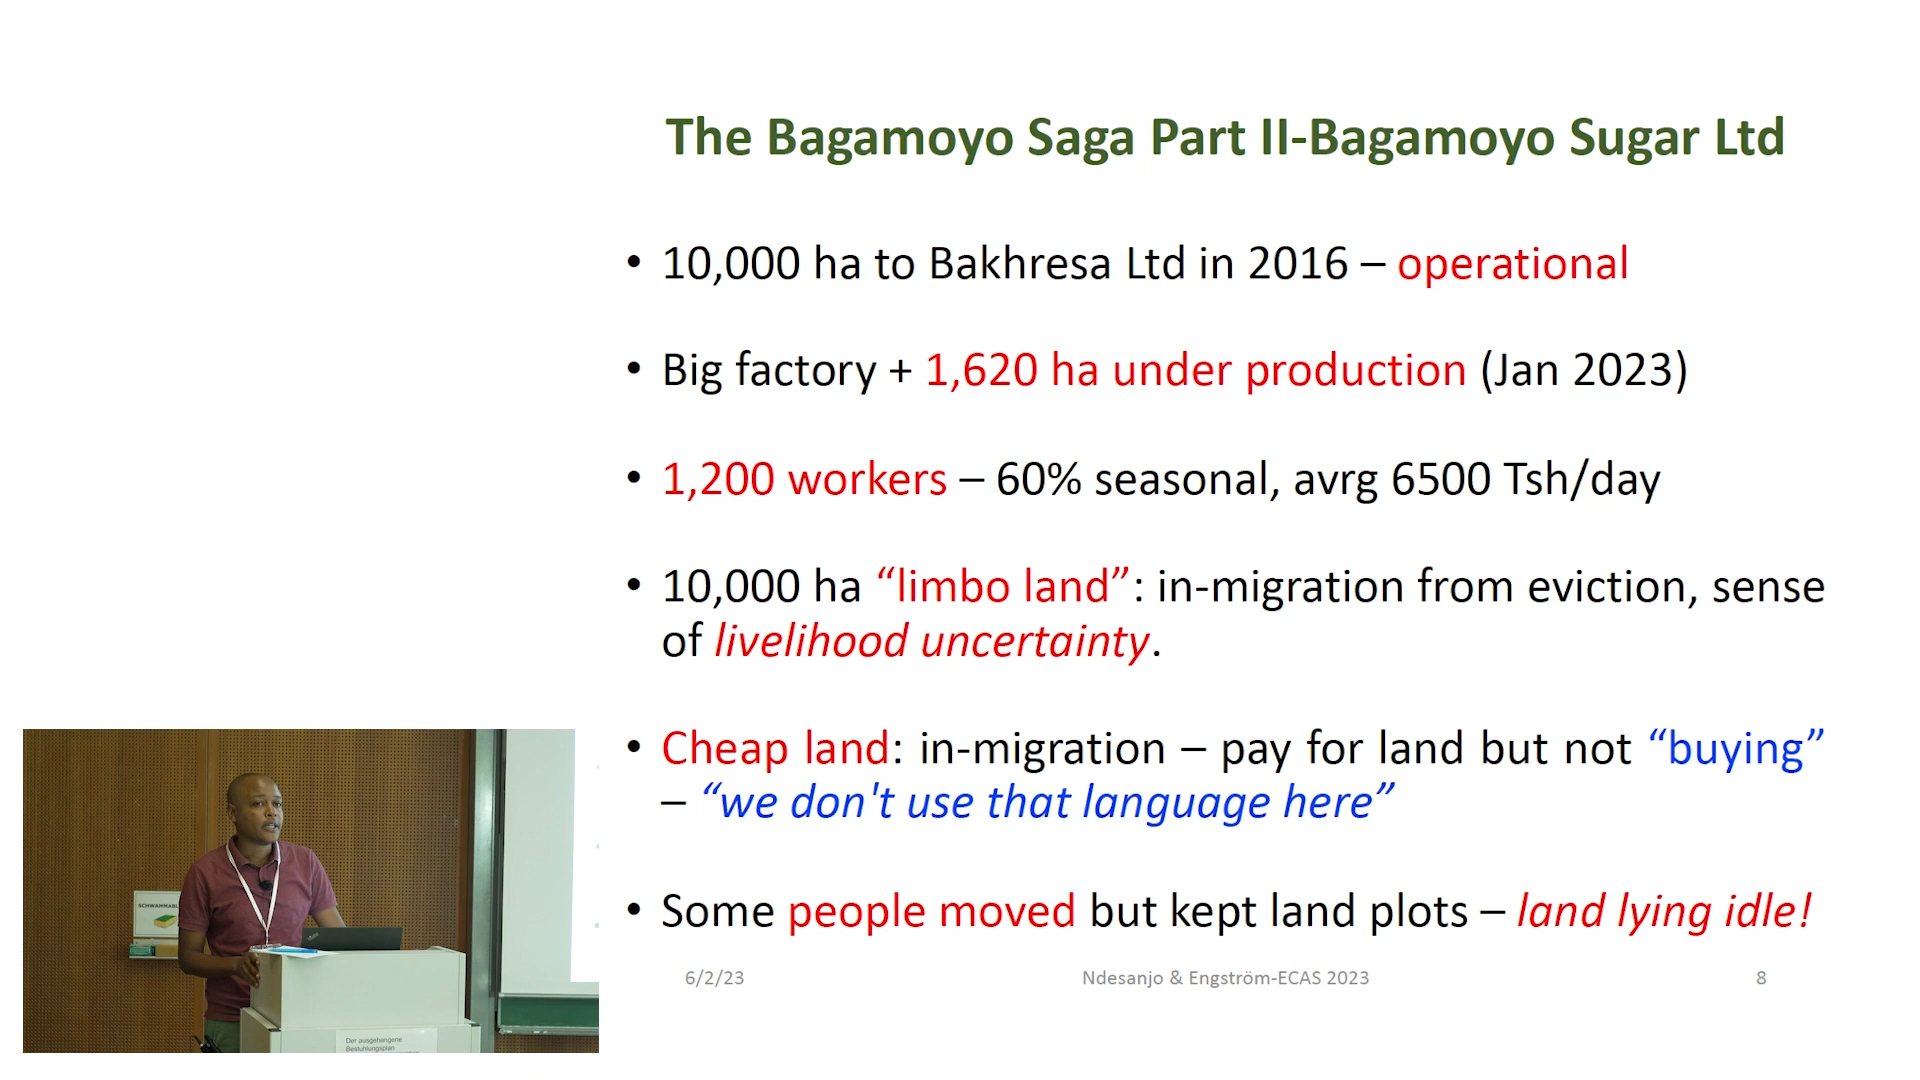 The Bagamoyo Saga Part II-Bagamoyo Sugar Ltd
• 10,000 ha to Bakhresa Ltd in 2016 – operational
• Big factory + 1,620 ha under production (Jan 2023)
• 1,200 workers – 60% seasonal, avrg 6500 Tsh/day
• 10,000 ha “limbo land”: in-migration from eviction, sense
of livelihood uncertainty.
• Cheap land: in-migration – pay for land but not “buying”
– “we don't use that language here”
• Some people moved but kept land plots – land lying idle!
6/2/23
Ndesanjo & Engström-ECAS 2023
8
Der ausgehangene
Bestuhlungsplan